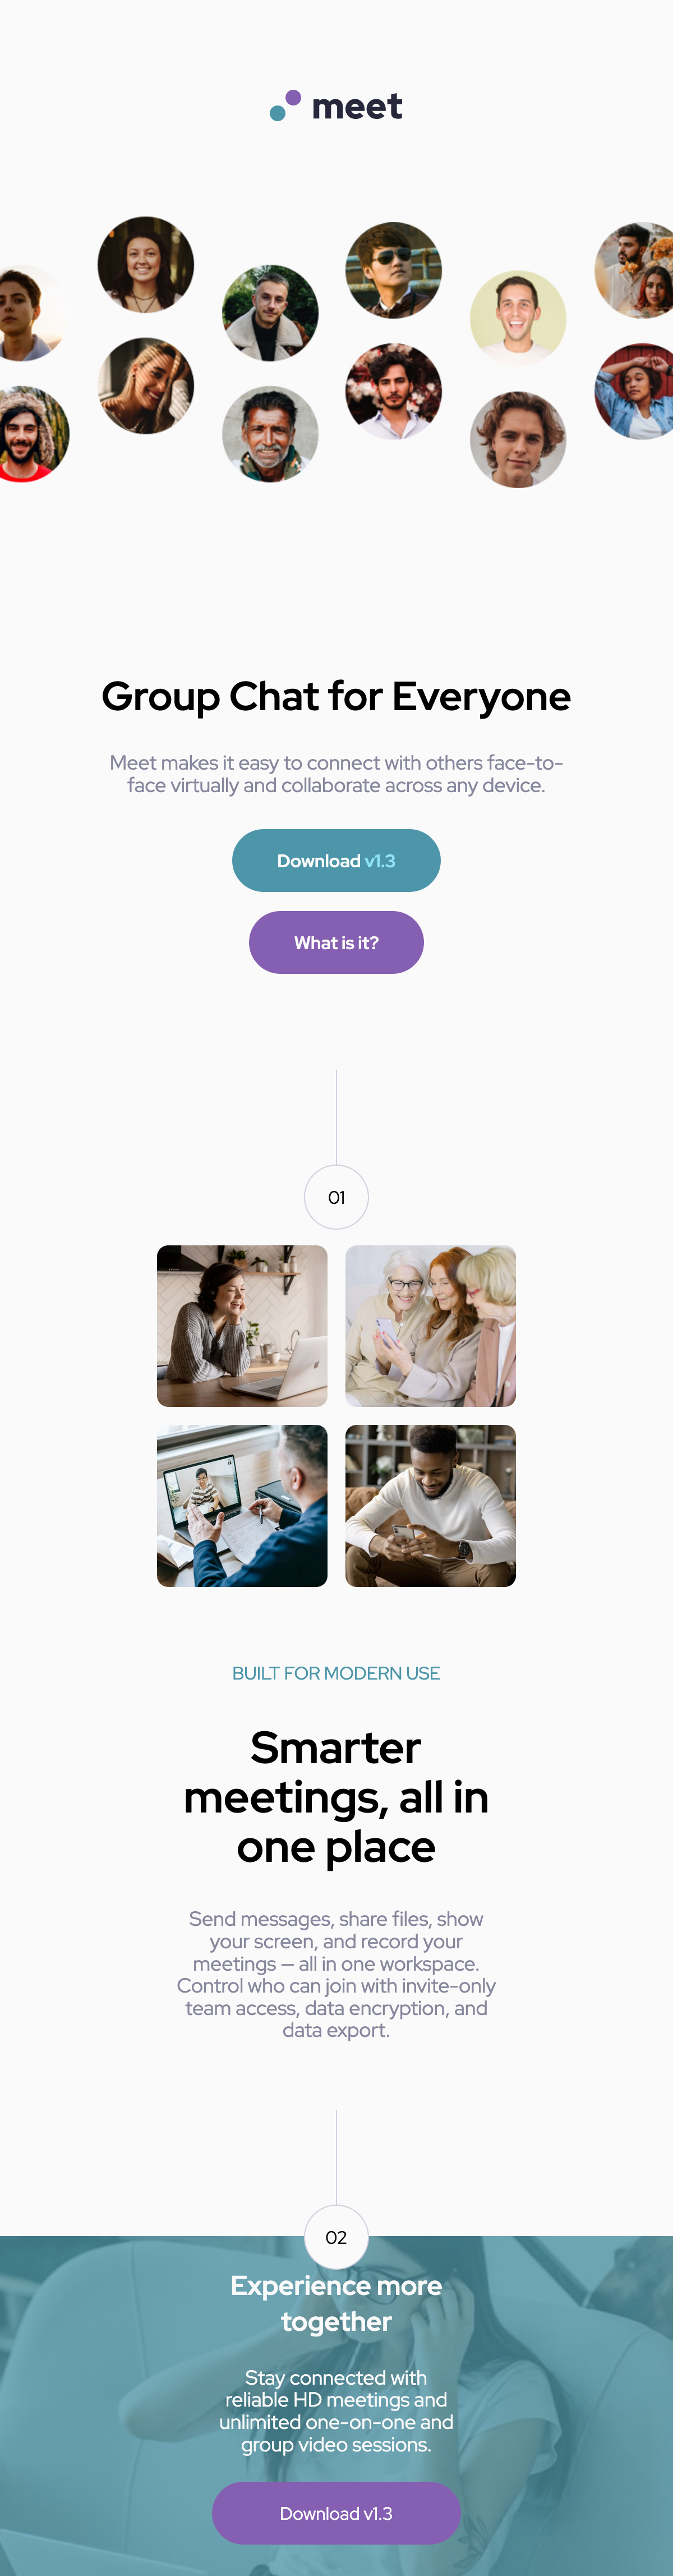 meet
Group Chat for Everyone
Meet makes it easy to connect with others face-to-
face virtually and collaborate across any device.
Download v1.3
What is it?
01
BUILT FOR MODERN USE
Smarter
meetings, all in
one place
Send messages, share files, show
your screen, and record your
meetings — all in one workspace.
Control who can join with invite-only
team access, data encryption, and
data export.
02
Experience more
together
Stay connected with
reliable HD meetings and
unlimited one-on-one and
group video sessions.
Download v1.3